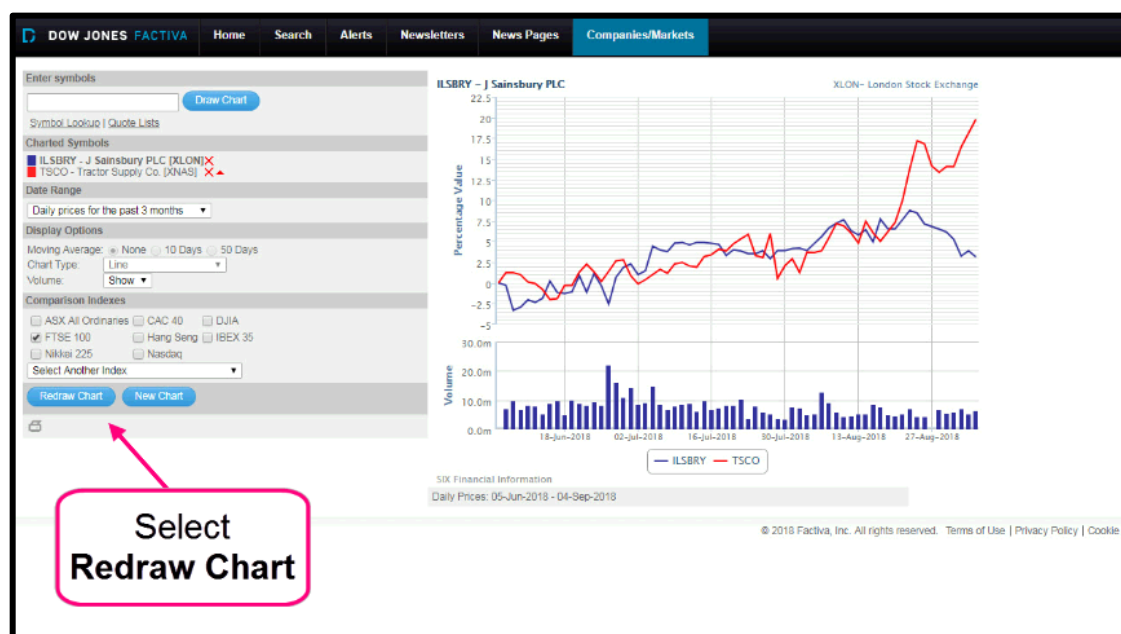 DOW JONES FACTIVA Home Search Alerts Newsletters News Pages Companies/Markets
Enter symbols
Draw Chart
Symbol Lookup | Quote Lists
Charted Symbols
ILSBRY - J Sainsbury PLC [XLON]
TSCO - Tractor Supply Co. [XNAS]
Date Range
Daily prices for the past 3 months
Display Options
Moving Average: None 10 Days 50 Days
Chart Type: Line
Volume: Show
Comparison Indexes
ASX All Ordinaries CAC 40 DJIA
FTSE 100 Hang Seng IBEX 35
Nikkei 225 Nasdaq
Select Another Index
Redraw Chart New Chart
Select
Redraw Chart
ILSBRY - J Sainsbury PLC XLON- London Stock Exchange
Percentage Value
22.5
20
17.5
15
12.5
10
7.5
5
2.5
0
-2.5
-5
Volume
30.0m
20.0m
10.0m
0.0m
18-Jun-2018 02-Jul-2018 16-Jul-2018 30-Jul-2018 13-Aug-2018 27-Aug-2018
ILSBRY TSCO
SIX Financial Information
Daily Prices: 05-Jun-2018 - 04-Sep-2018
© 2018 Factiva, Inc. All rights reserved. Terms of Use | Privacy Policy | Cookie